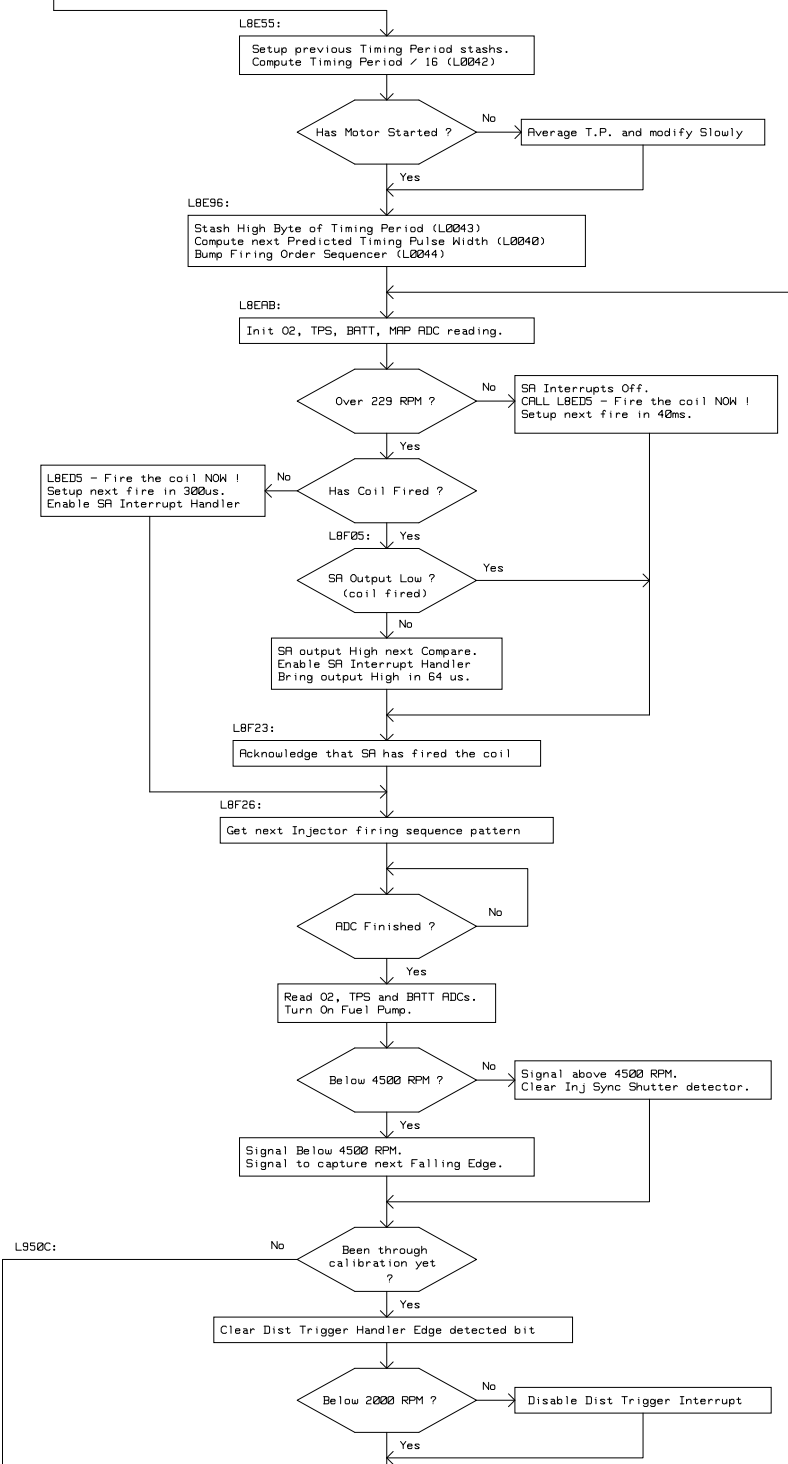 L8E55:
Setup previous Timing Period stashs.
Compute Timing Period / 16 (L0042)
Has Motor Started ?
No
Average T.P. and modify Slowly
Yes
L8E96:
Stash High Byte of Timing Period (L0043)
Compute next Predicted Timing Pulse Width (L0040)
Bump Firing Order Sequencer (L0044)
L8EAB:
Init O2, TPS, BATT, MAP ADC reading.
Over 229 RPM ?
No
SA Interrupts Off.
CALL L8ED5 - Fire the coil NOW !
Setup next fire in 40ms.
Yes
L8ED5 - Fire the coil NOW !
Setup next fire in 300us.
Enable SA Interrupt Handler
No
Has Coil Fired ?
L8F05:
Yes
SA Output Low ?
(coil fired)
Yes
No
SA output High next Compare.
Enable SA Interrupt Handler
Bring output High in 64 us.
L8F23:
Acknowledge that SA has fired the coil
L8F26:
Get next Injector firing sequence pattern
ADC Finished ?
No
Yes
Read O2, TPS and BATT ADCs.
Turn On Fuel Pump.
Below 4500 RPM ?
No
Signal above 4500 RPM.
Clear Inj Sync Shutter detector.
Yes
Signal Below 4500 RPM.
Signal to capture next Falling Edge.
L950C:
No
Been through
calibration yet
?
Yes
Clear Dist Trigger Handler Edge detected bit
Below 2000 RPM ?
No
Disable Dist Trigger Interrupt
Yes